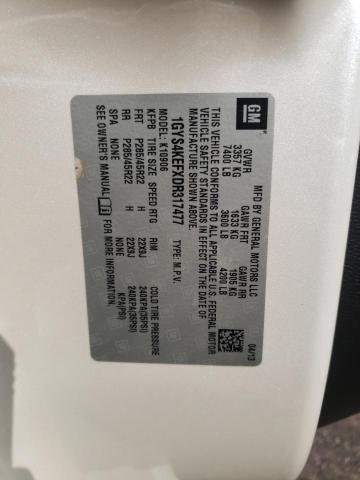 GM
MFD BY GENERAL MOTORS LLC
GVWR GAWR FRT GAWR RR
3357 KG 1633 KG 1905 KG
7400 LB 3600 LB 4200 LB
04/13
THIS VEHICLE CONFORMS TO ALL APPLICABLE U.S. FEDERAL MOTOR
VEHICLE SAFETY STANDARDS IN EFFECT ON THE DATE OF
MANUFACTURE SHOWN ABOVE.
1GYS4KEFXDR317477 TYPE: M.P.V.
MODEL: K10906
KFPB TIRE SIZE SPEED RTG RIM COLD TIRE PRESSURE
FRT P285/45R22 H 22X9J 240KPA(35PSI)
RR P285/45R22 H 22X9J 240KPA(35PSI)
SPA NONE NONE KPA(PSI)
SEE OWNER'S MANUAL FOR MORE INFORMATION